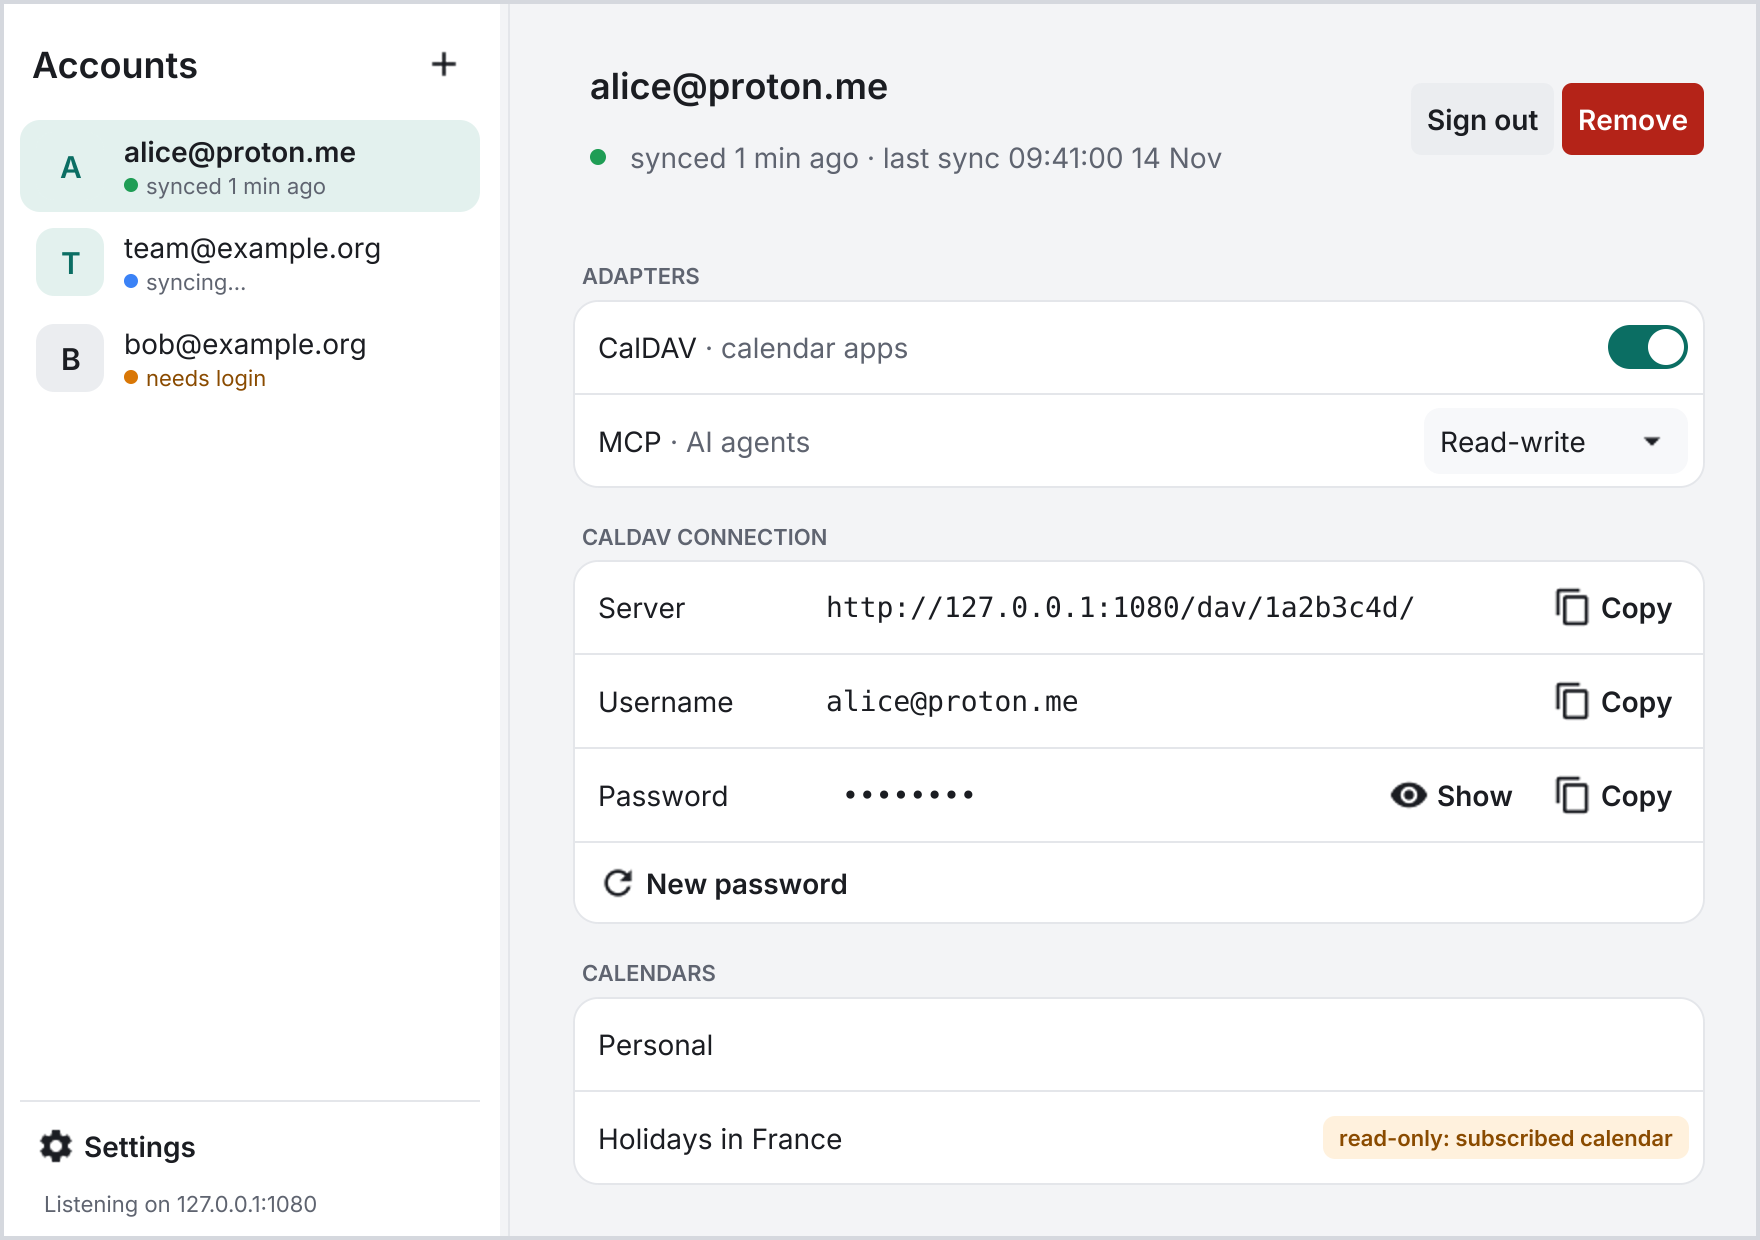 Accounts
A
alice@proton.me
synced 1 min ago
T
team@example.org
syncing...
B
bob@example.org
needs login
Settings
Listening on 127.0.0.1:1080
alice@proton.me
synced 1 min ago · last sync 09:41:00 14 Nov
Sign out
Remove
ADAPTERS
CalDAV · calendar apps
MCP · AI agents
Read-write
CALDAV CONNECTION
Server
http://127.0.0.1:1080/dav/1a2b3c4d/
Copy
Username
alice@proton.me
Copy
Password
••••••••
Show
Copy
New password
CALENDARS
Personal
Holidays in France
read-only: subscribed calendar